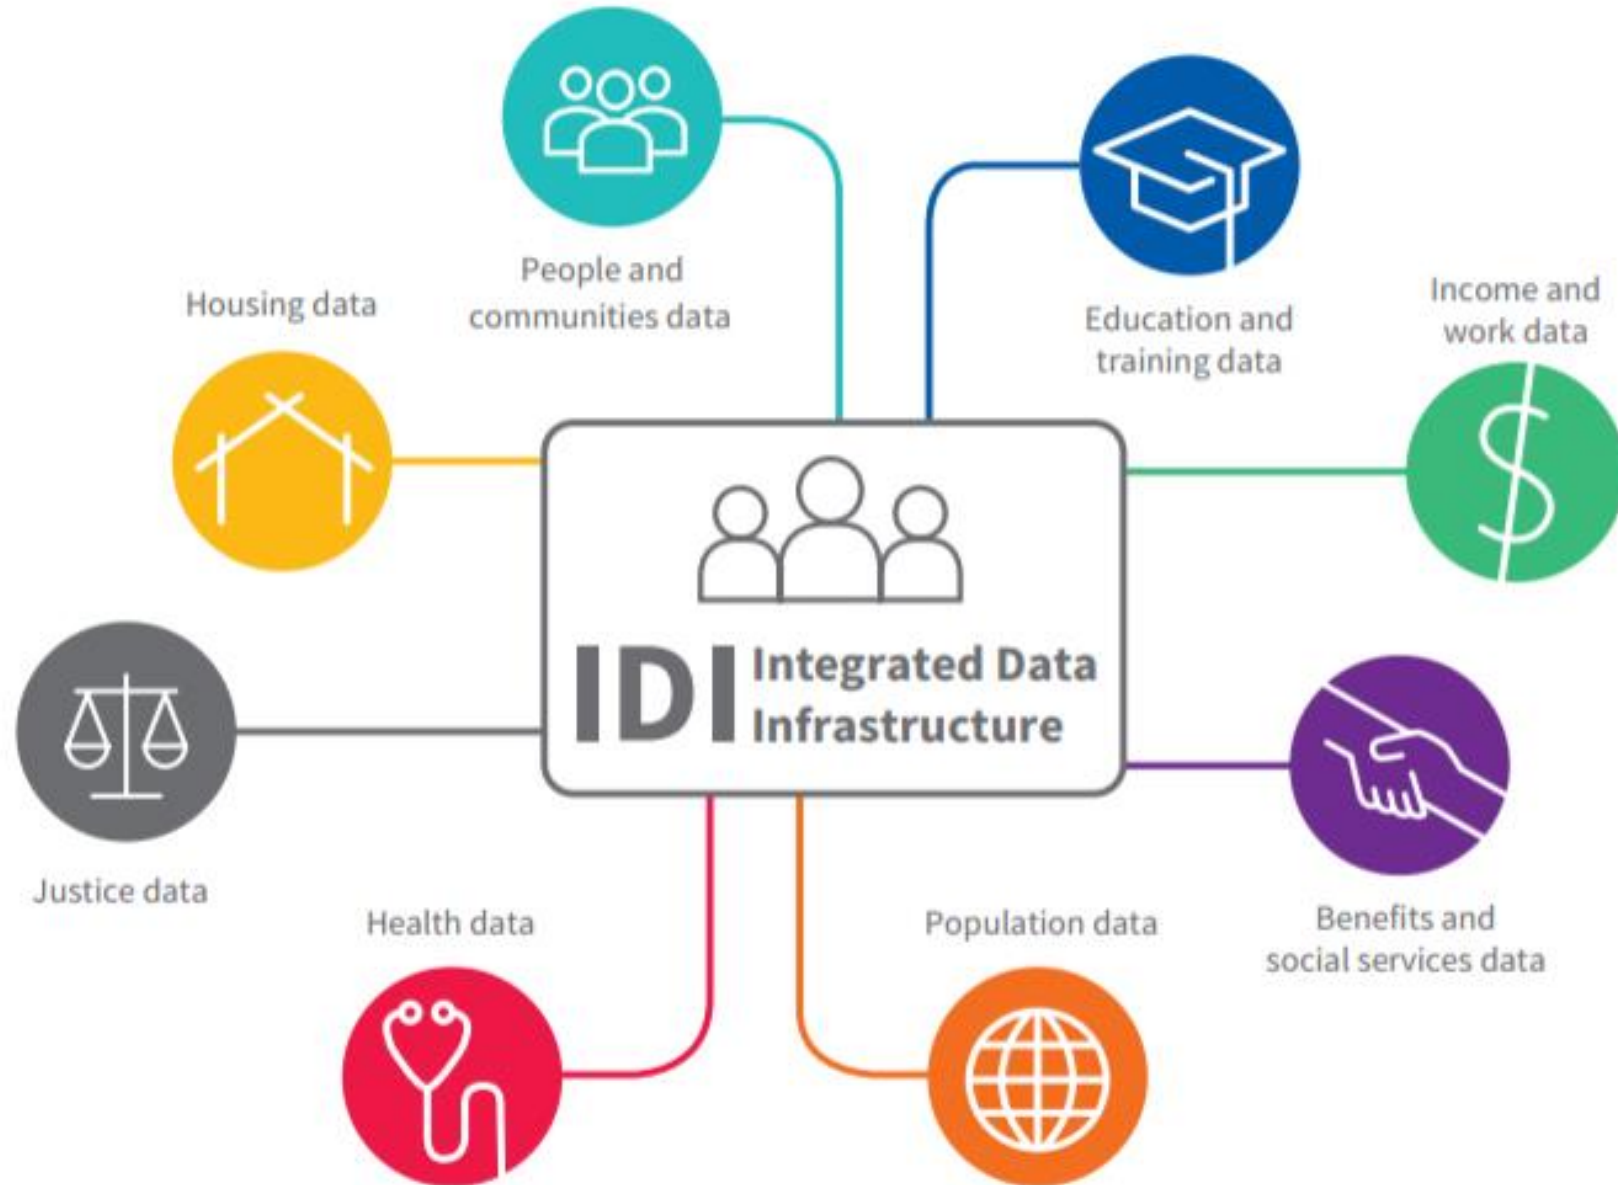 People and
communities data
Education and
training data
Housing data
Income and
work data
IDI
Integrated Data
Infrastructure
Justice data
Health data
Population data
Benefits and
social services data